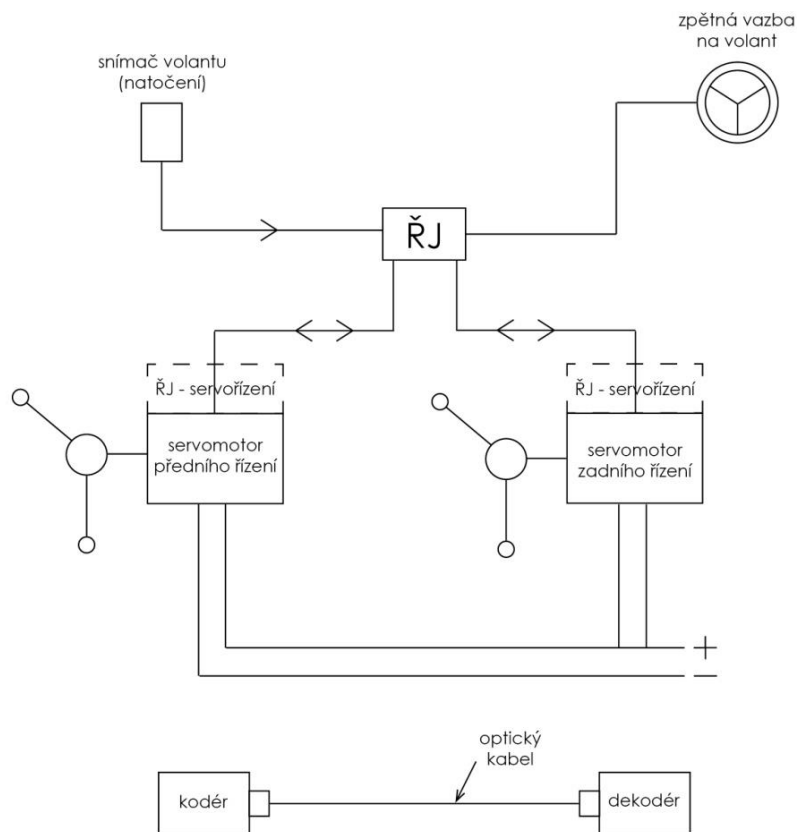 zpětná vazba
na volant
snímač volantu
(natočení)
ŘJ
ŘJ - servořízení
ŘJ - servořízení
servomotor
předního řízení
servomotor
zadního řízení
+
−
optický
kabel
kodér
dekodér